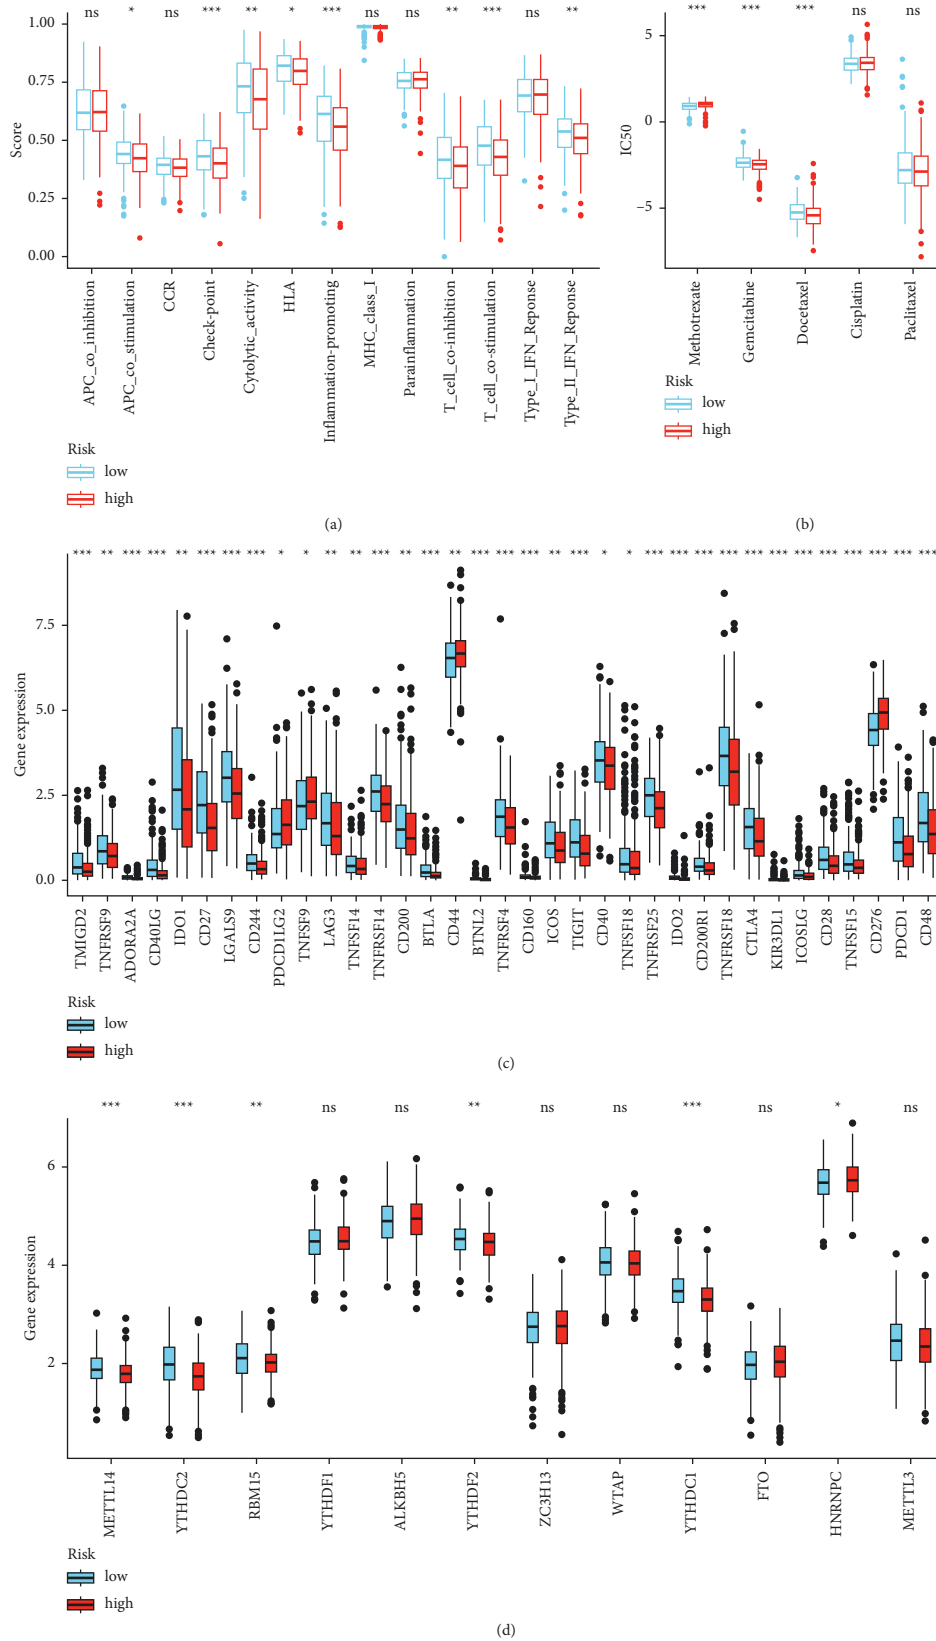 ns * ns *** ** * *** ns ns ** *** ns **
1.00
0.75
0.50
0.25
0.00
Score
APC_co_inhibition
APC_co_stimulation
CCR
Check-point
Cytolytic_activity
HLA
Inflammation-promoting
MHC_class_I
Parainflammation
T_cell_co-inhibition
T_cell_co-stimulation
Type_I_IFN_Reponse
Type_II_IFN_Reponse
Risk
low
high
(a)
*** *** *** ns ns
5
0
−5
IC50
Methotrexate
Gemcitabine
Docetaxel
Cisplatin
Paclitaxel
Risk
low
high
(b)
*** *** *** *** ** *** *** *** * * ** ** *** ** *** ** *** *** *** ** *** * * *** *** *** *** *** *** *** *** *** *** *** ***
7.5
5.0
2.5
0.0
Gene expression
TMIGD2
TNFRSF9
ADORA2A
CD40LG
IDO1
CD27
LGALS9
CD244
PDCD1LG2
TNFSF9
LAG3
TNFSF14
TNFRSF14
CD200
BTLA
CD44
BTNL2
TNFRSF4
CD160
ICOS
TIGIT
CD40
TNFSF18
TNFRSF25
IDO2
CD200R1
TNFRSF18
CTLA4
KIR3DL1
ICOSLG
CD28
TNFSF15
CD276
PDCD1
CD48
Risk
low
high
(c)
*** *** ** ns ns ** ns ns *** ns * ns
6
4
2
Gene expression
METTL14
YTHDC2
RBM15
YTHDF1
ALKBH5
YTHDF2
ZC3H13
WTAP
YTHDC1
FTO
HNRNPC
METTL3
Risk
low
high
(d)